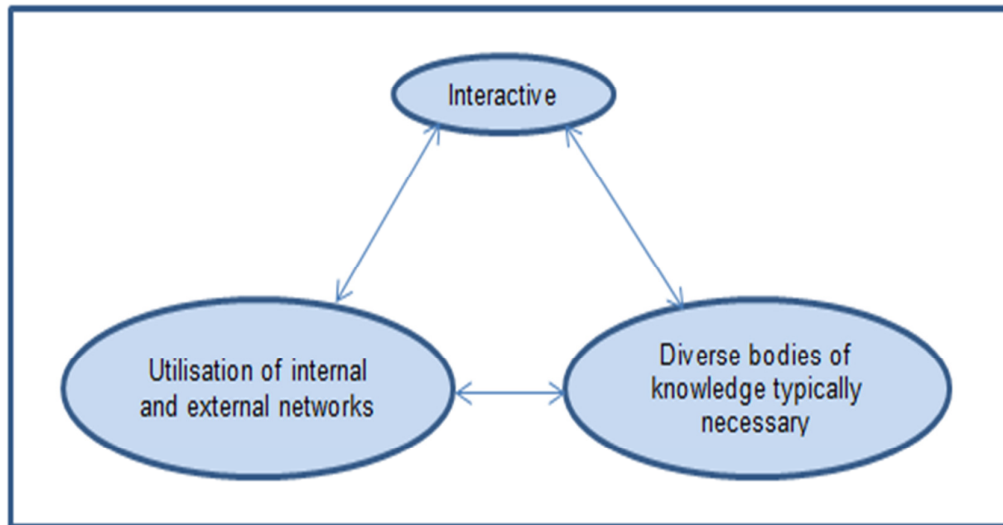 Interactive
Utilisation of internal
and external networks
Diverse bodies of
knowledge typically
necessary